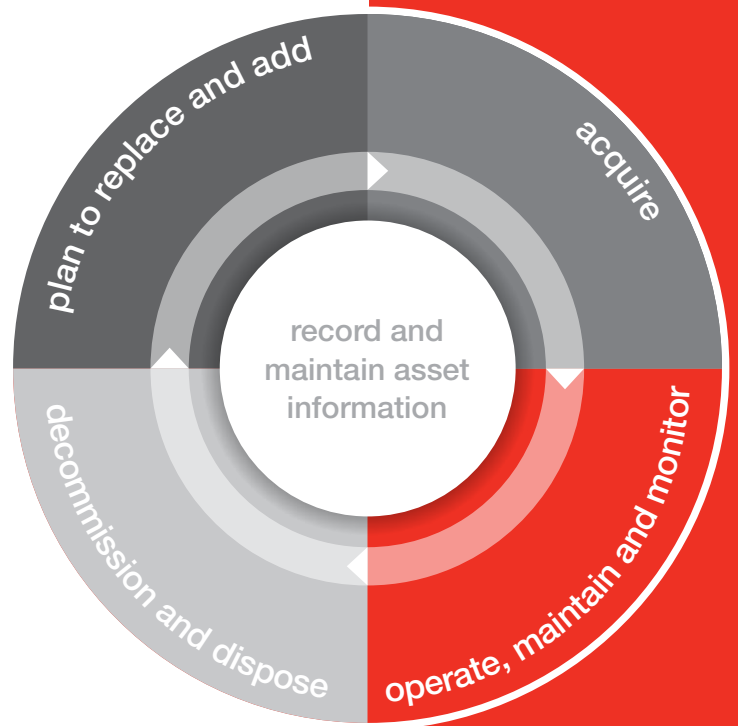 plan to replace and add
acquire
record and
maintain asset
information
decommission and dispose
operate, maintain and monitor